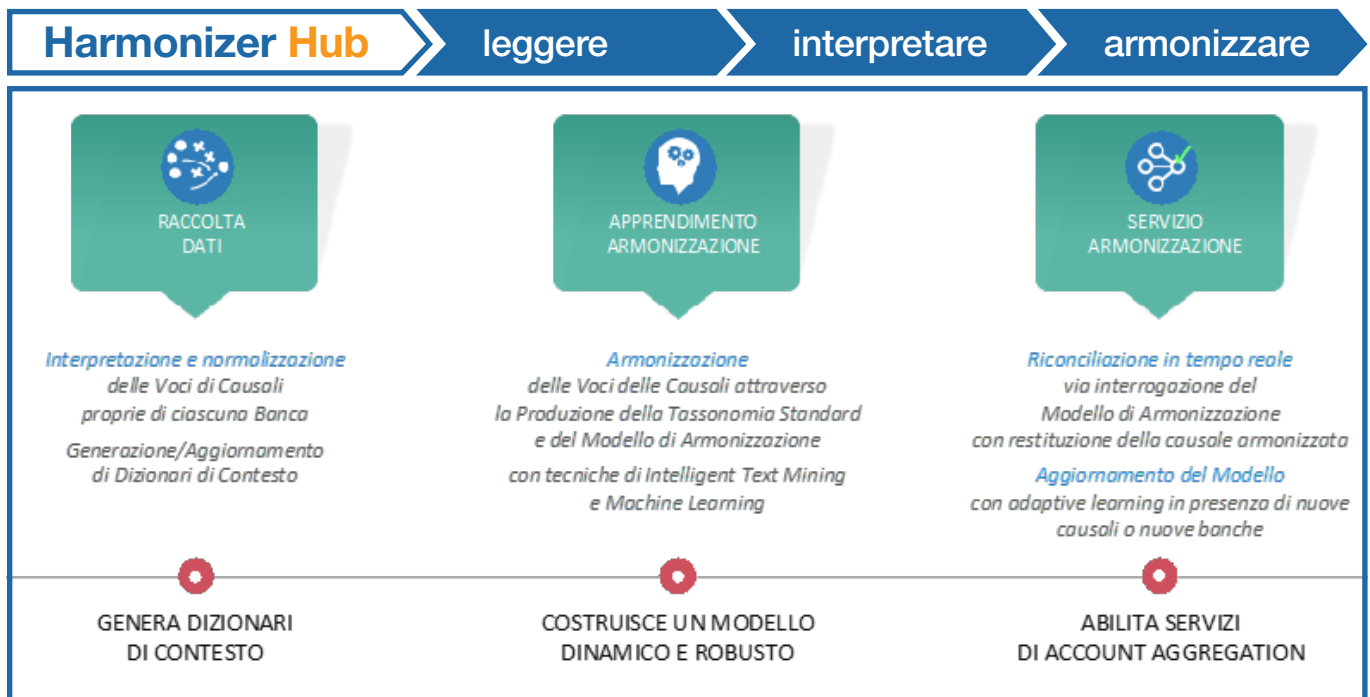 Harmonizer Hub
leggere
interpretare
armonizzare
RACCOLTA
DATI
Interpretazione e normalizzazione
delle Voci di Causali
proprie di ciascuna Banca
Generazione/Aggiornamento
di Dizionari di Contesto
GENERA DIZIONARI
DI CONTESTO
APPRENDIMENTO
ARMONIZZAZIONE
Armonizzazione
delle Voci delle Causali attraverso
la Produzione della Tassonomia Standard
e del Modello di Armonizzazione
con tecniche di Intelligent Text Mining
e Machine Learning
COSTRUISCE UN MODELLO
DINAMICO E ROBUSTO
SERVIZIO
ARMONIZZAZIONE
Riconciliazione in tempo reale
via interrogazione del
Modello di Armonizzazione
con restituzione della causale armonizzata
Aggiornamento del Modello
con adaptive learning in presenza di nuove
causali o nuove banche
ABILITA SERVIZI
DI ACCOUNT AGGREGATION